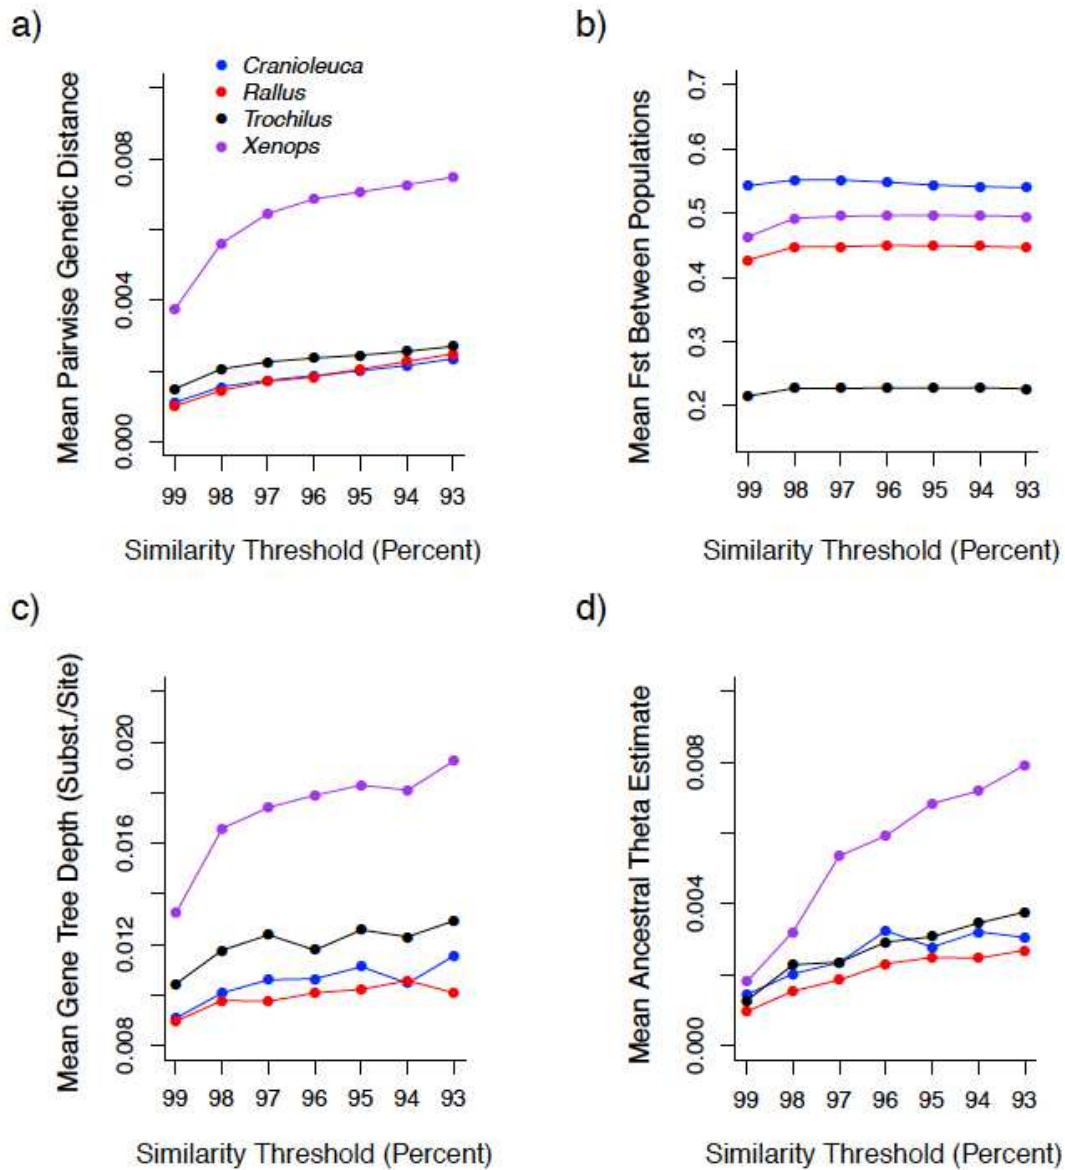 a)
Mean Pairwise Genetic Distance
0.008
0.004
0.000
Cranioleuca
Rallus
Trochilus
Xenops
99 98 97 96 95 94 93
Similarity Threshold (Percent)
b)
Mean Fst Between Populations
0.7
0.6
0.5
0.4
0.3
0.2
99 98 97 96 95 94 93
Similarity Threshold (Percent)
c)
Mean Gene Tree Depth (Subst./Site)
0.020
0.016
0.012
0.008
99 98 97 96 95 94 93
Similarity Threshold (Percent)
d)
Mean Ancestral Theta Estimate
0.008
0.004
0.000
99 98 97 96 95 94 93
Similarity Threshold (Percent)